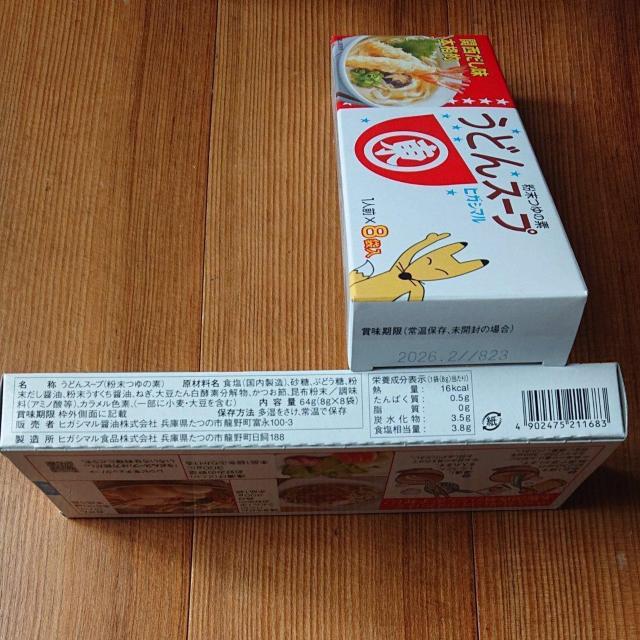 関西だし味
本格的
うどんスープ
粉末つゆの素
ヒガシマル
東
1人前×8袋入
賞味期限(常温保存、未開封の場合)
2026.2//823
名 称 うどんスープ(粉末つゆの素) 原材料名 食塩(国内製造)、砂糖、ぶどう糖、粉
末だし醤油、粉末うすくち醤油、ねぎ、大豆たん白酵素分解物、かつお節、昆布粉末/調味
料(アミノ酸等)、カラメル色素、(一部に小麦・大豆を含む) 内 容 量 64g(8g×8袋)
賞味期限 枠外側面に記載 保存方法 多湿をさけ、常温で保存
販 売 者 ヒガシマル醤油株式会社 兵庫県たつの市龍野町富永100-3
製 造 所 ヒガシマル食品株式会社 兵庫県たつの市龍野町日飼188
栄養成分表示(1袋(8g)当たり)
熱 量: 16kcal
たんぱく質: 0.5g
脂 質: 0g
炭 水 化 物: 3.5g
食塩相当量: 3.8g
紙
4 902475 211683